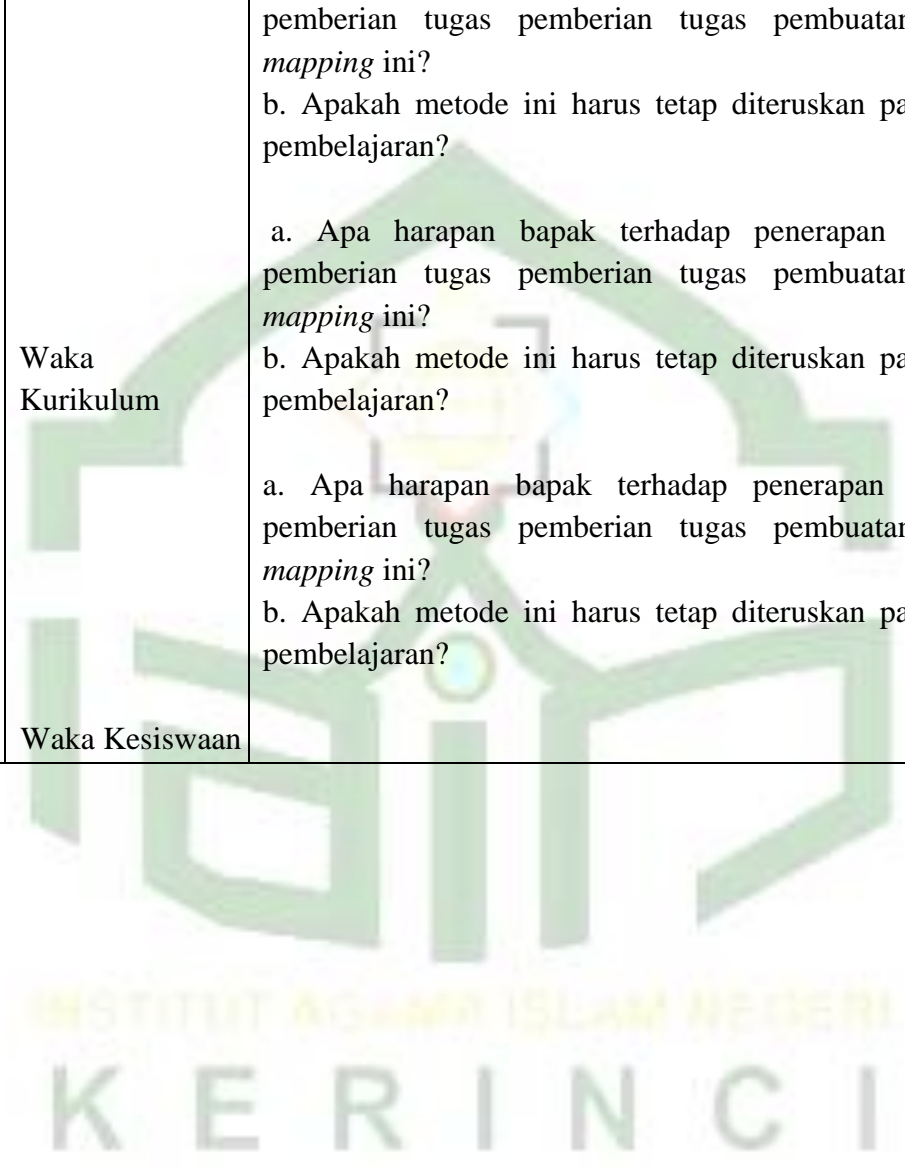 pemberian tugas pemberian tugas pembuatan
mapping ini?
b. Apakah metode ini harus tetap diteruskan pa
pembelajaran?
a. Apa harapan bapak terhadap penerapan
pemberian tugas pemberian tugas pembuatan
mapping ini?
Waka
Kurikulum
b. Apakah metode ini harus tetap diteruskan pa
pembelajaran?
a. Apa harapan bapak terhadap penerapan
pemberian tugas pemberian tugas pembuatan
mapping ini?
b. Apakah metode ini harus tetap diteruskan pa
pembelajaran?
Waka Kesiswaan
iain
INSTITUT AGAMA ISLAM NEGERI
KERINCI